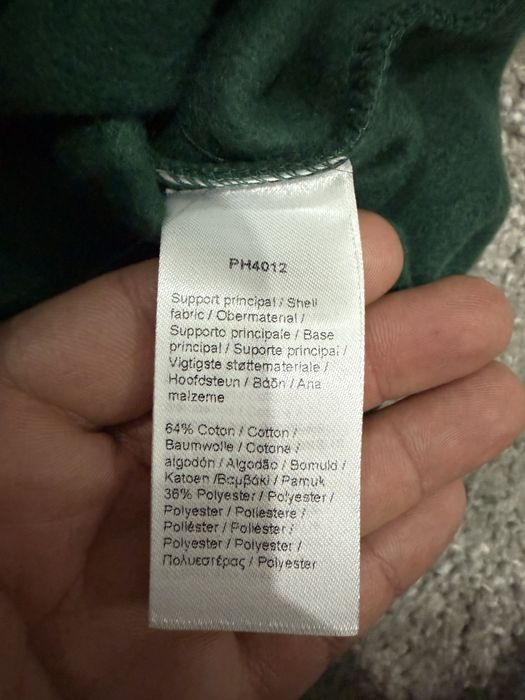 PH4012
Support principal / Shell
fabric / Obermaterial /
Supporto principale / Base
principal / Suporte principal /
Vigtigste støttemateriale /
Hoofdsteun / Βάδη / Ana
malzeme
64% Coton / Cotton /
Baumwolle / Cotone /
algodón / Algodão / Bomuld /
Katoen /Βαμβάκι / Pamuk
36% Polyester / Polyester /
Polyester / Poliestere /
Poliéster / Poliéster /
Polyester / Polyester /
Πολυεστέρας / Polyester